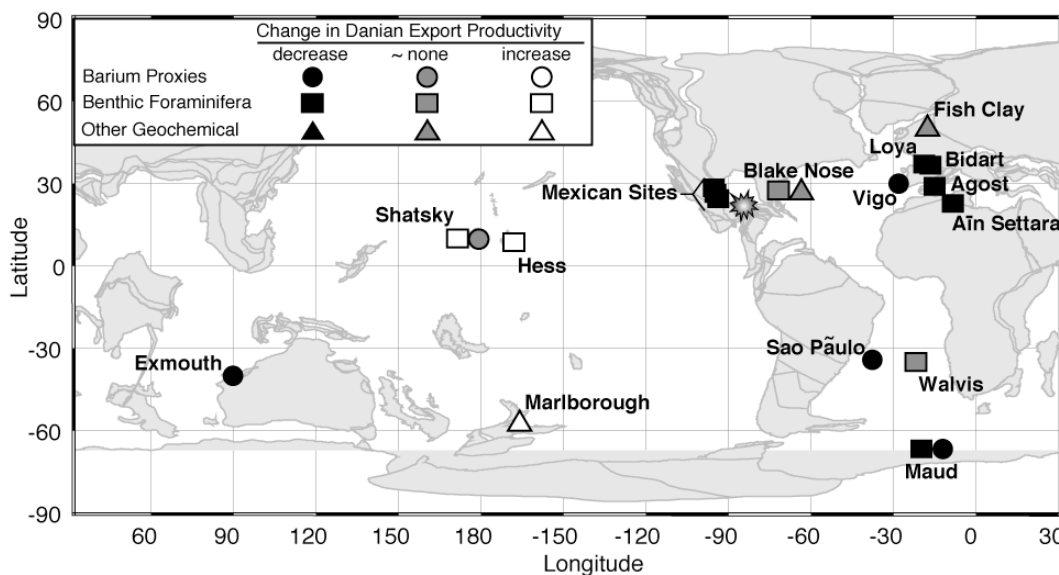 Change in Danian Export Productivity
decrease ~ none increase
Barium Proxies
Benthic Foraminifera
Other Geochemical
90
60
30
0
-30
-60
-90
Latitude
Fish Clay
Loya
Bidart
Blake Nose
Agost
Mexican Sites
Vigo
Aīn Settara
Shatsky
Hess
Sao Pãulo
Exmouth
Walvis
Marlborough
Maud
60 90 120 150 180 -150 -120 -90 -60 -30 0 30
Longitude